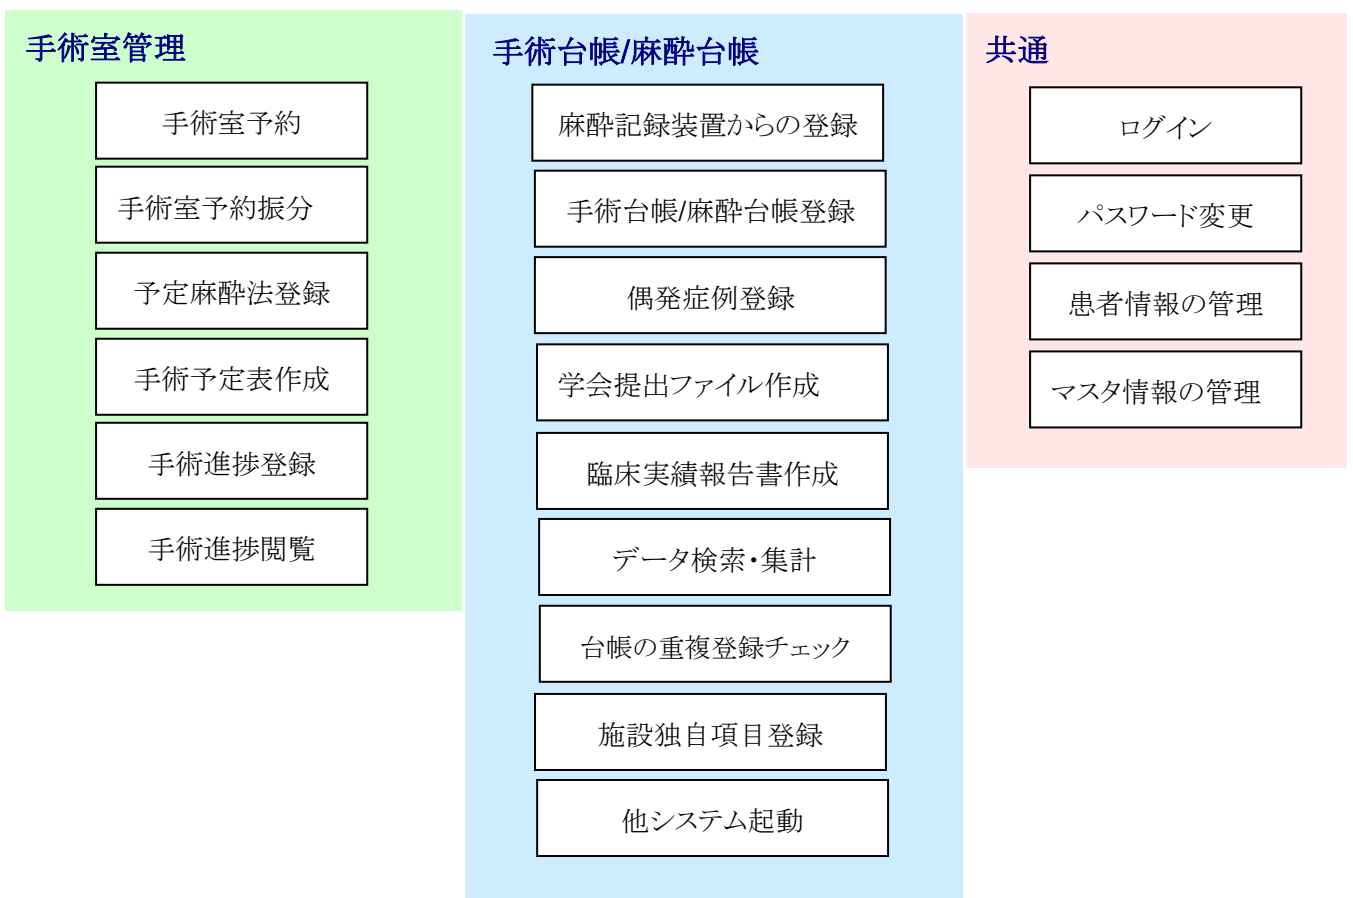 手術室管理
手術室予約
手術室予約振分
予定麻酔法登録
手術予定表作成
手術進捗登録
手術進捗閲覧
手術台帳/麻酔台帳
麻酔記録装置からの登録
手術台帳/麻酔台帳登録
偶発症例登録
学会提出ファイル作成
臨床実績報告書作成
データ検索・集計
台帳の重複登録チェック
施設独自項目登録
他システム起動
共通
ログイン
パスワード変更
患者情報の管理
マスタ情報の管理